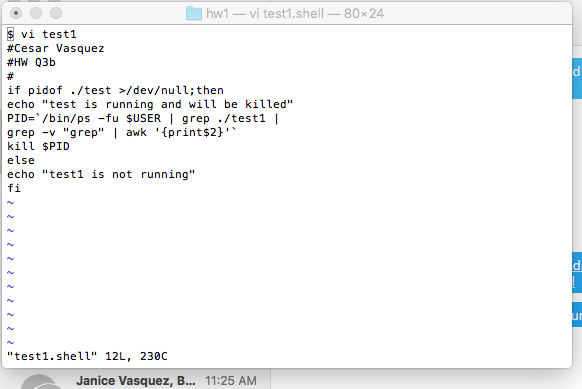 hw1 — vi test1.shell — 80×24
$ vi test1
#Cesar Vasquez
#HW Q3b
#
if pidof ./test >/dev/null;then
echo "test is running and will be killed"
PID=`/bin/ps -fu $USER | grep ./test1 |
grep -v "grep" | awk '{print$2}'`
kill $PID
else
echo "test1 is not running"
fi
~
~
~
~
~
~
~
~
~
~
~
"test1.shell" 12L, 230C
Janice Vasquez, B... 11:25 AM